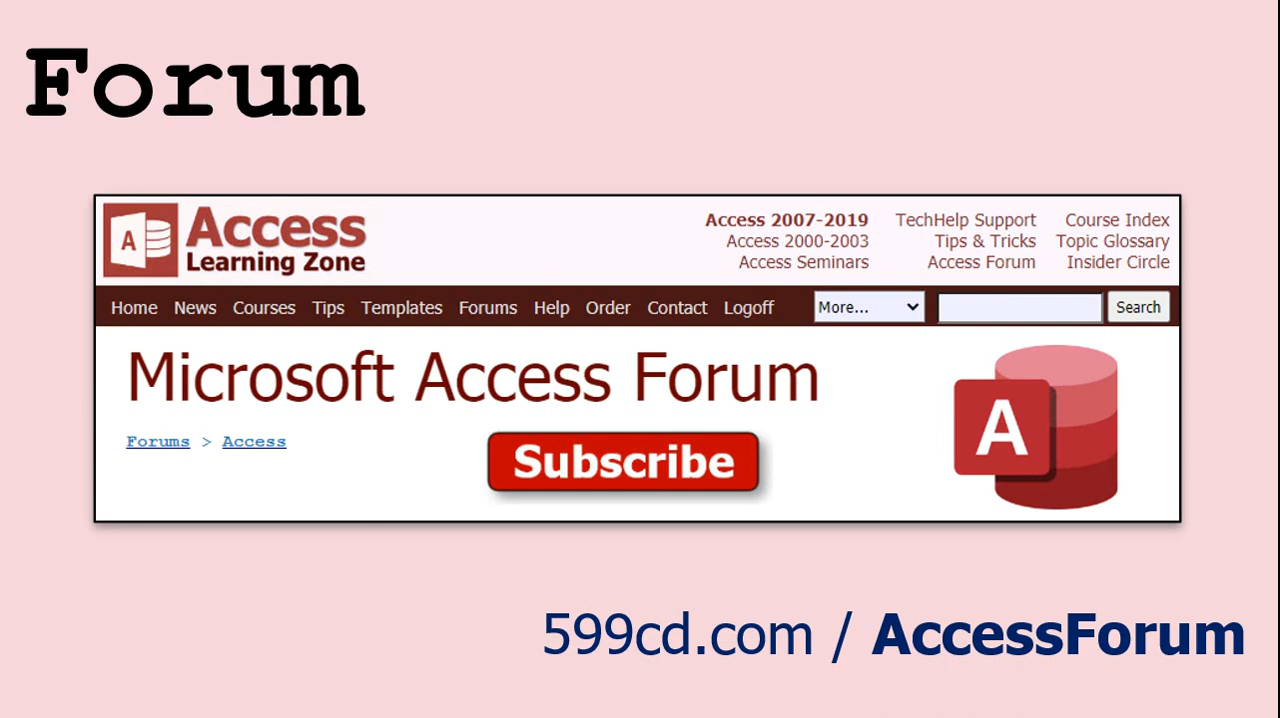 Forum
A
Access
Learning Zone
Access 2007-2019 TechHelp Support Course Index
Access 2000-2003 Tips & Tricks Topic Glossary
Access Seminars Access Forum Insider Circle
Home News Courses Tips Templates Forums Help Order Contact Logoff More... Search
Microsoft Access Forum
Forums > Access
Subscribe
A
599cd.com / AccessForum